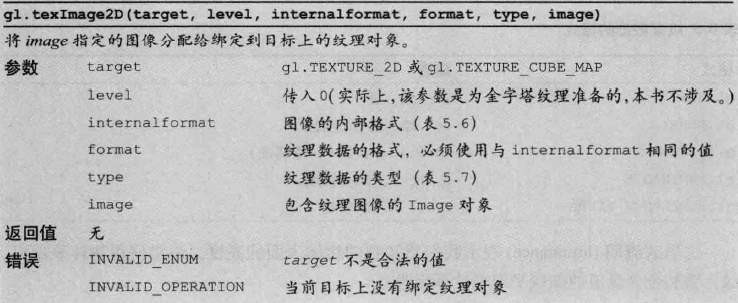 gl.texImage2D(target, level, internalformat, format, type, image)
将 image 指定的图像分配给绑定到目标上的纹理对象。
参数 target gl.TEXTURE_2D 或 gl.TEXTURE_CUBE_MAP
level 传入0(实际上,该参数是为金字塔纹理准备的,本书不涉及。)
internalformat 图像的内部格式 (表 5.6)
format 纹理数据的格式, 必须使用与 internalformat 相同的值
type 纹理数据的类型 (表 5.7)
image 包含纹理图像的 Image 对象
返回值 无
错误 INVALID_ENUM target 不是合法的值
INVALID_OPERATION 当前目标上没有绑定纹理对象